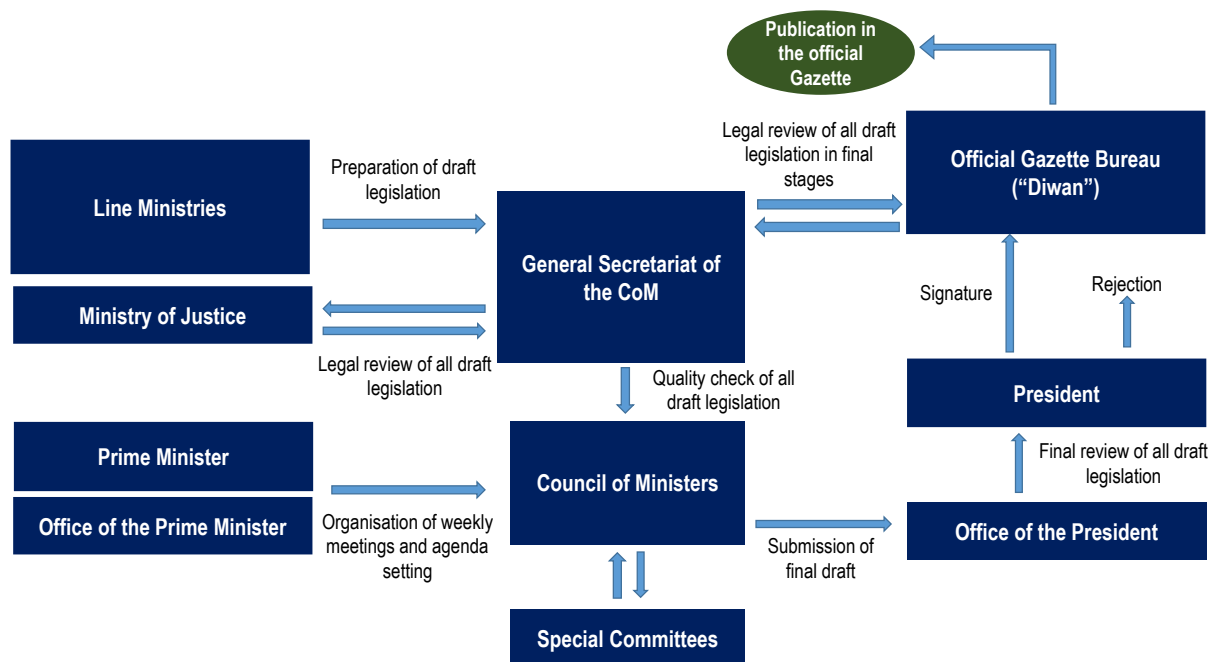 Publication in
the official
Gazette
Line Ministries
Preparation of draft
legislation
Legal review of all draft
legislation in final
stages
Official Gazette Bureau
(“Diwan”)
General Secretariat of
the CoM
Ministry of Justice
Legal review of all draft
legislation
Signature
Rejection
Quality check of all
draft legislation
President
Prime Minister
Office of the Prime Minister
Organisation of weekly
meetings and agenda
setting
Council of Ministers
Submission of
final draft
Final review of all draft
legislation
Office of the President
Special Committees